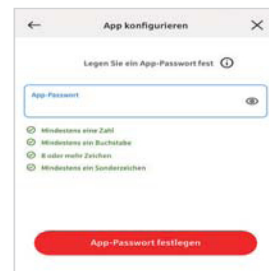 App konfigurieren
Legen Sie ein App-Passwort fest
App-Passwort
Mindestens eine Zahl
Mindestens ein Buchstabe
8 oder mehr Zeichen
Mindestens ein Sonderzeichen
App-Passwort festlegen